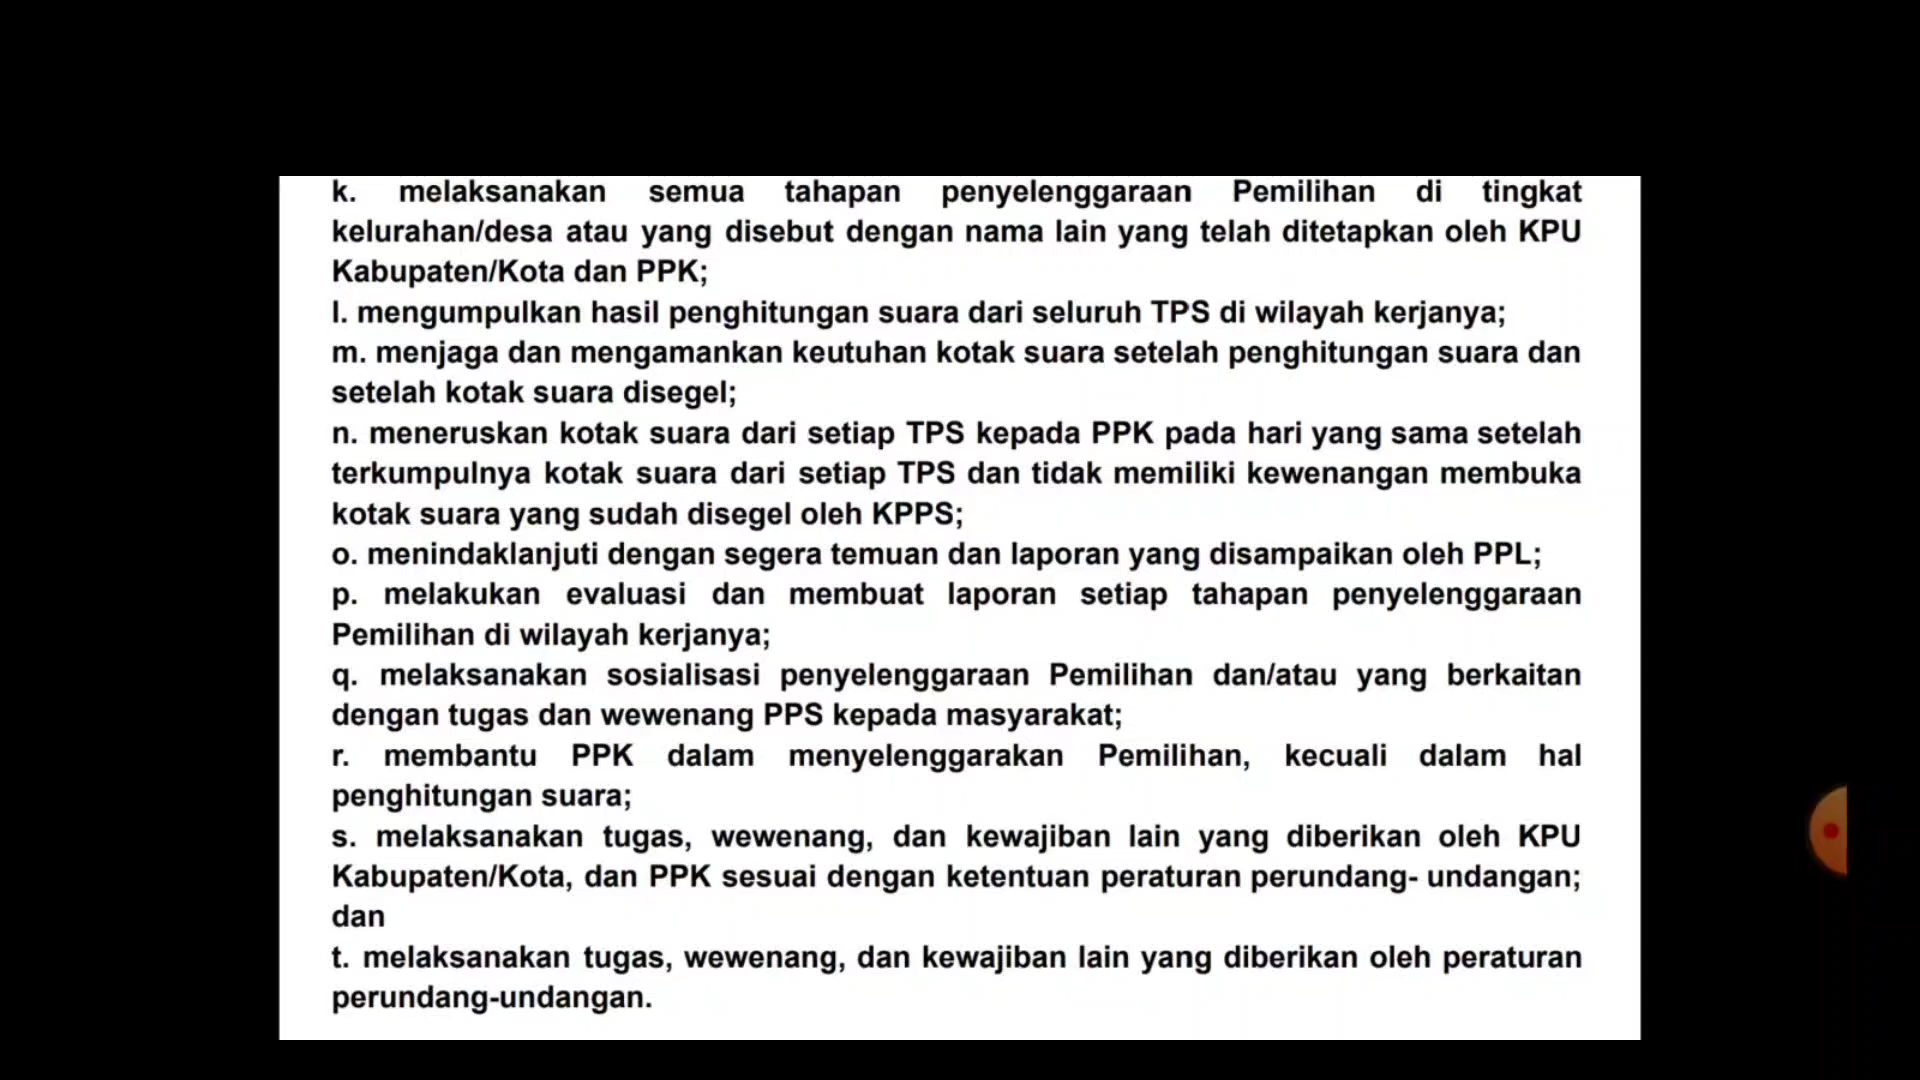 k. melaksanakan semua tahapan penyelenggaraan Pemilihan di tingkat
kelurahan/desa atau yang disebut dengan nama lain yang telah ditetapkan oleh KPU
Kabupaten/Kota dan PPK;
l. mengumpulkan hasil penghitungan suara dari seluruh TPS di wilayah kerjanya;
m. menjaga dan mengamankan keutuhan kotak suara setelah penghitungan suara dan
setelah kotak suara disegel;
n. meneruskan kotak suara dari setiap TPS kepada PPK pada hari yang sama setelah
terkumpulnya kotak suara dari setiap TPS dan tidak memiliki kewenangan membuka
kotak suara yang sudah disegel oleh KPPS;
o. menindaklanjuti dengan segera temuan dan laporan yang disampaikan oleh PPL;
p. melakukan evaluasi dan membuat laporan setiap tahapan penyelenggaraan
Pemilihan di wilayah kerjanya;
q. melaksanakan sosialisasi penyelenggaraan Pemilihan dan/atau yang berkaitan
dengan tugas dan wewenang PPS kepada masyarakat;
r. membantu PPK dalam menyelenggarakan Pemilihan, kecuali dalam hal
penghitungan suara;
s. melaksanakan tugas, wewenang, dan kewajiban lain yang diberikan oleh KPU
Kabupaten/Kota, dan PPK sesuai dengan ketentuan peraturan perundang- undangan;
dan
t. melaksanakan tugas, wewenang, dan kewajiban lain yang diberikan oleh peraturan
perundang-undangan.